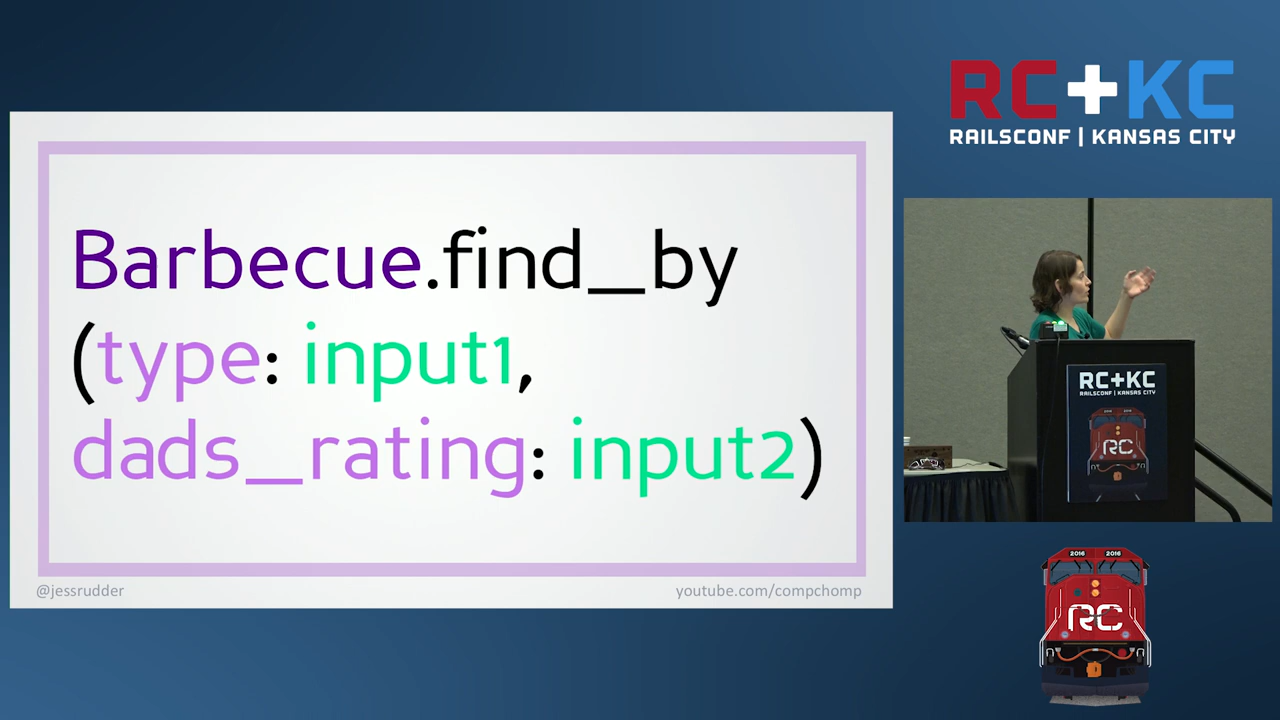 RC+KC
RAILSCONF | KANSAS CITY
Barbecue.find_by
(type: input1,
dads_rating: input2)
@jessrudder
youtube.com/compchomp
RC+KC
RAILSCONF | KANSAS CITY
RC
2016 2016
RC